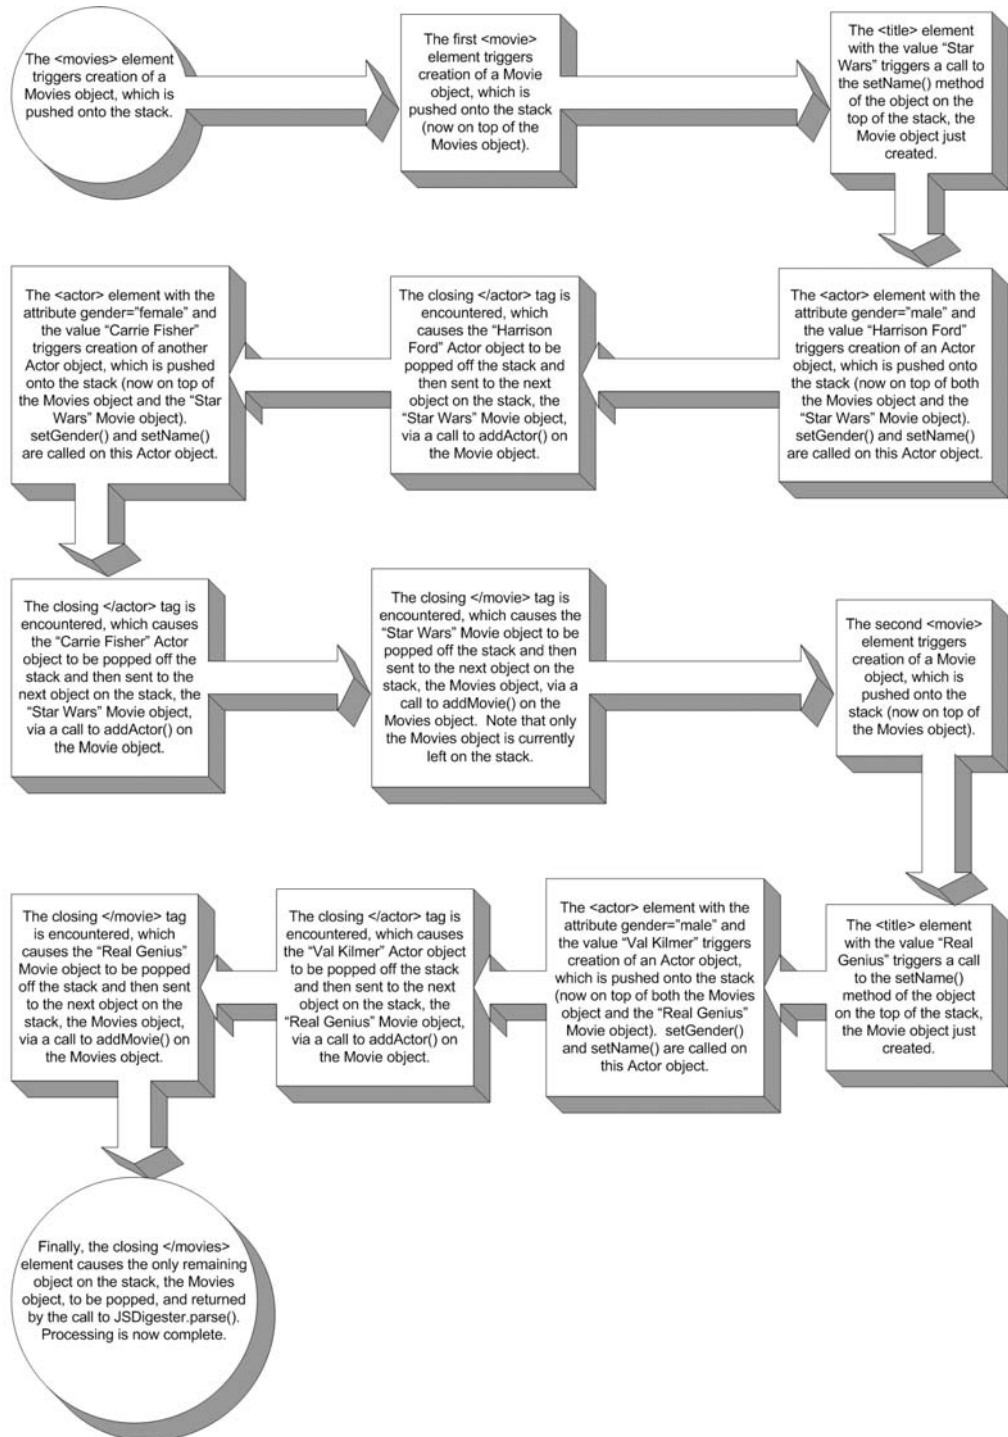 The <movies> element
triggers creation of a
Movies object, which is
pushed onto the stack.
The first <movie>
element triggers
creation of a Movie
object, which is
pushed onto the stack
(now on top of the
Movies object).
The <title> element
with the value “Star
Wars” triggers a call to
the setName() method
of the object on the
top of the stack, the
Movie object just
created.
The <actor> element with the
attribute gender=”male” and
the value “Harrison Ford”
triggers creation of an Actor
object, which is pushed onto
the stack (now on top of both
the Movies object and the
“Star Wars” Movie object).
setGender() and setName()
are called on this Actor object.
The closing </actor> tag is
encountered, which
causes the “Harrison
Ford” Actor object to be
popped off the stack and
then sent to the next
object on the stack, the
“Star Wars” Movie object,
via a call to addActor() on
the Movie object.
The <actor> element with the
attribute gender=”female” and
the value “Carrie Fisher”
triggers creation of another
Actor object, which is pushed
onto the stack (now on top of
the Movies object and the “Star
Wars” Movie object).
setGender() and setName()
are called on this Actor object.
The closing </actor> tag is
encountered, which causes
the “Carrie Fisher” Actor
object to be popped off the
stack and then sent to the
next object on the stack, the
“Star Wars” Movie object,
via a call to addActor() on
the Movie object.
The closing </movie> tag is
encountered, which causes the
“Star Wars” Movie object to be
popped off the stack and then
sent to the next object on the
stack, the Movies object, via a
call to addMovie() on the
Movies object.  Note that only
the Movies object is currently
left on the stack.
The second <movie>
element triggers
creation of a Movie
object, which is
pushed onto the
stack (now on top of
the Movies object).
The <title> element
with the value “Real
Genius” triggers a call
to the setName()
method of the object
on the top of the stack,
the Movie object just
created.
The <actor> element with the
attribute gender=”male” and
the value “Val Kilmer” triggers
creation of an Actor object,
which is pushed onto the stack
(now on top of both the Movies
object and the “Real Genius”
Movie object).  setGender()
and setName() are called on
this Actor object.
The closing </actor> tag is
encountered, which causes
the “Val Kilmer” Actor object
to be popped off the stack
and then sent to the next
object on the stack, the
“Real Genius” Movie object,
via a call to addActor() on
the Movie object.
The closing </movie> tag
is encountered, which
causes the “Real Genius”
Movie object to be popped
off the stack and then sent
to the next object on the
stack, the Movies object,
via a call to addMovie() on
the Movies object.
Finally, the closing </movies>
element causes the only remaining
object on the stack, the Movies
object, to be popped, and returned
by the call to JSDigester.parse().
Processing is now complete.